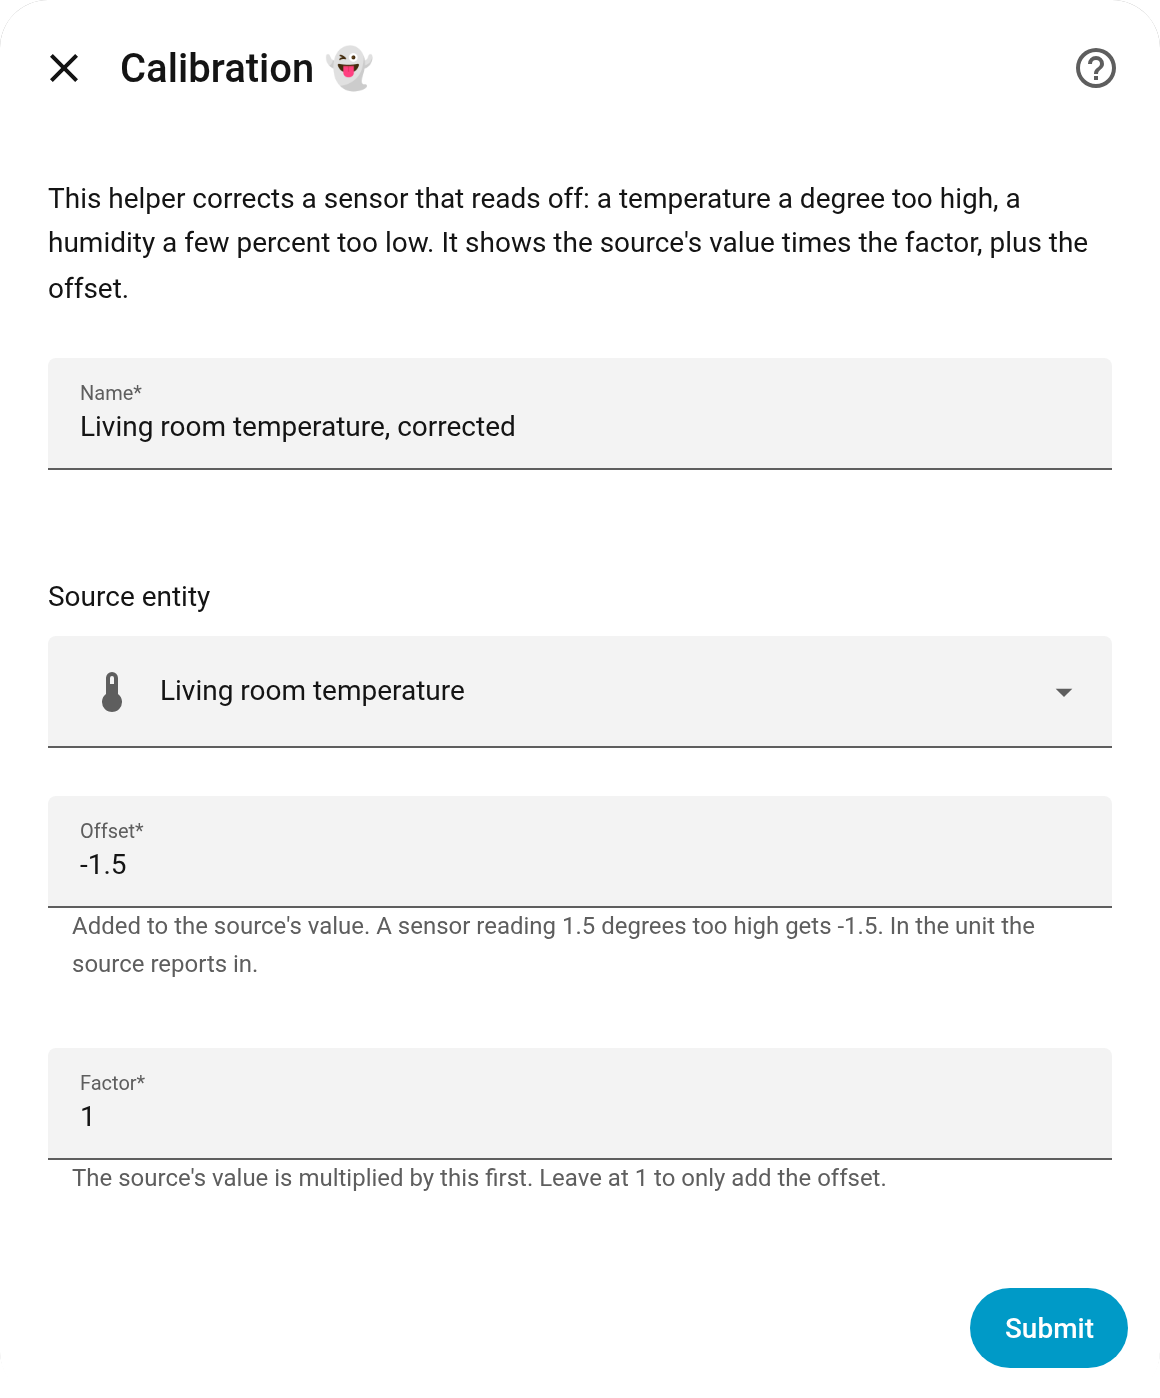 Calibration 👻
This helper corrects a sensor that reads off: a temperature a degree too high, a
humidity a few percent too low. It shows the source's value times the factor, plus the
offset.
Name*
Living room temperature, corrected
Source entity
Living room temperature
Offset*
-1.5
Added to the source's value. A sensor reading 1.5 degrees too high gets -1.5. In the unit the
source reports in.
Factor*
1
The source's value is multiplied by this first. Leave at 1 to only add the offset.
Submit